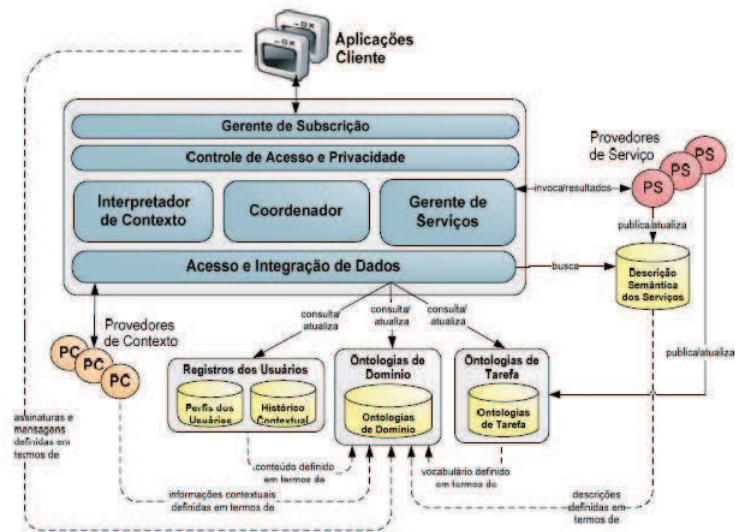 Aplicações
Cliente
Gerente de Subscrição
Controle de Acesso e Privacidade
Interpretador
de Contexto
Coordenador
Gerente de
Serviços
Acesso e Integração de Dados
Provedores
de Serviço
PS
PS
PS
invoca/resultados
publica/atualiza
busca
Descrição
Semântica
dos Serviços
publica/atualiza
Provedores
de Contexto
PC
PC
PC
consulta/
atualiza
consulta/
atualiza
consulta/
atualiza
Registros dos Usuários
Perfis dos
Usuários
Histórico
Contextual
Ontologias de
Domínio
Ontologias
de Domínio
Ontologias de
Tarefa
Ontologias
de Tarefa
assinaturas e
mensagens
definidas em
termos de
conteúdo definido
em termos de
vocabulário definido
em termos de
informações contextuais
definidas em termos de
descrições
definidas em
termos de